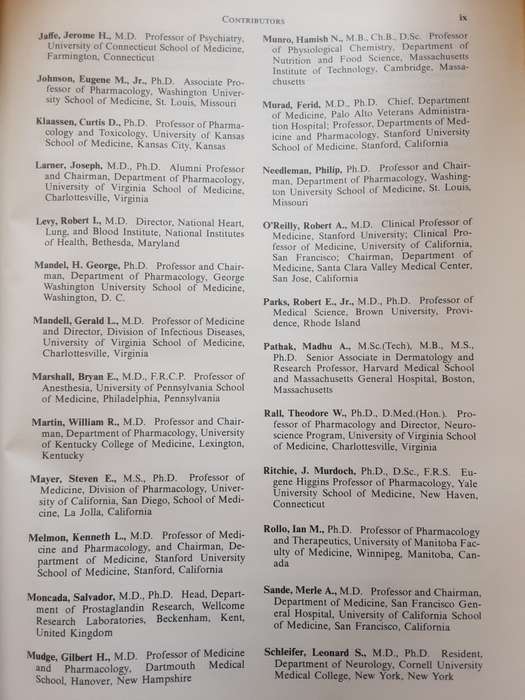 CONTRIBUTORS
ix
Jaffe, Jerome H., M.D. Professor of Psychiatry,
University of Connecticut School of Medicine,
Farmington, Connecticut
Johnson, Eugene M., Jr., Ph.D. Associate Pro-
fessor of Pharmacology, Washington Univer-
sity School of Medicine, St. Louis, Missouri
Klaassen, Curtis D., Ph.D. Professor of Pharma-
cology and Toxicology, University of Kansas
School of Medicine, Kansas City, Kansas
Larner, Joseph, M.D., Ph.D. Alumni Professor
and Chairman, Department of Pharmacology,
University of Virginia School of Medicine,
Charlottesville, Virginia
Levy, Robert I., M.D. Director, National Heart,
Lung, and Blood Institute, National Institutes
of Health, Bethesda, Maryland
Mandel, H. George, Ph.D. Professor and Chair-
man, Department of Pharmacology, George
Washington University School of Medicine,
Washington, D. C.
Mandell, Gerald L., M.D. Professor of Medicine
and Director, Division of Infectious Diseases,
University of Virginia School of Medicine,
Charlottesville, Virginia
Marshall, Bryan E., M.D., F.R.C.P. Professor of
Anesthesia, University of Pennsylvania School
of Medicine, Philadelphia, Pennsylvania
Martin, William R., M.D. Professor and Chair-
man, Department of Pharmacology, University
of Kentucky College of Medicine, Lexington,
Kentucky
Mayer, Steven E., M.S., Ph.D. Professor of
Medicine, Division of Pharmacology, Univer-
sity of California, San Diego, School of Medi-
cine, La Jolla, California
Melmon, Kenneth L., M.D. Professor of Medi-
cine and Pharmacology, and Chairman, De-
partment of Medicine, Stanford University
School of Medicine, Stanford, California
Moncada, Salvador, M.D., Ph.D. Head, Depart-
ment of Prostaglandin Research, Wellcome
Research Laboratories, Beckenham, Kent,
United Kingdom
Mudge, Gilbert H., M.D. Professor of Medicine
and Pharmacology, Dartmouth Medical
School, Hanover, New Hampshire
Munro, Hamish N., M.B., Ch.B., D.Sc. Professor
of Physiological Chemistry, Department of
Nutrition and Food Science, Massachusetts
Institute of Technology, Cambridge, Massa-
chusetts
Murad, Ferid, M.D., Ph.D. Chief, Department
of Medicine, Palo Alto Veterans Administra-
tion Hospital; Professor, Departments of Med-
icine and Pharmacology, Stanford University
School of Medicine, Stanford, California
Needleman, Philip, Ph.D. Professor and Chair-
man, Department of Pharmacology, Washing-
ton University School of Medicine, St. Louis,
Missouri
O'Reilly, Robert A., M.D. Clinical Professor of
Medicine, Stanford University; Clinical Pro-
fessor of Medicine, University of California,
San Francisco; Chairman, Department of
Medicine, Santa Clara Valley Medical Center,
San Jose, California
Parks, Robert E., Jr., M.D., Ph.D. Professor of
Medical Science, Brown University, Provi-
dence, Rhode Island
Pathak, Madhu A., M.Sc.(Tech), M.B., M.S.,
Ph.D. Senior Associate in Dermatology and
Research Professor, Harvard Medical School
and Massachusetts General Hospital, Boston,
Massachusetts
Rall, Theodore W., Ph.D., D.Med.(Hon.). Pro-
fessor of Pharmacology and Director, Neuro-
science Program, University of Virginia School
of Medicine, Charlottesville, Virginia
Ritchie, J. Murdoch, Ph.D., D.Sc., F.R.S. Eu-
gene Higgins Professor of Pharmacology, Yale
University School of Medicine, New Haven,
Connecticut
Rollo, Ian M., Ph.D. Professor of Pharmacology
and Therapeutics, University of Manitoba Fac-
ulty of Medicine, Winnipeg, Manitoba, Can-
ada
Sande, Merle A., M.D. Professor and Chairman,
Department of Medicine, San Francisco Gen-
eral Hospital, University of California School
of Medicine, San Francisco, California
Schleifer, Leonard S., M.D., Ph.D. Resident,
Department of Neurology, Cornell University
Medical College, New York, New York